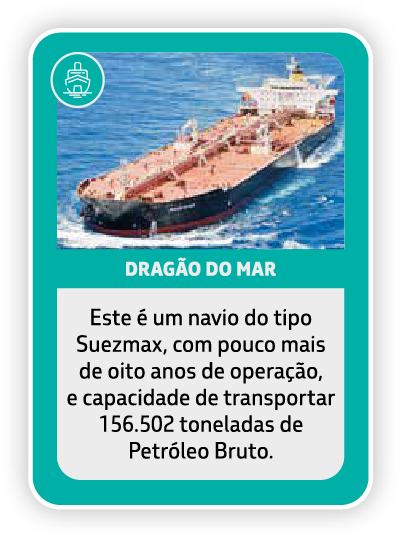 DRAGÃO DO MAR
Este é um navio do tipo
Suezmax, com pouco mais
de oito anos de operação,
e capacidade de transportar
156.502 toneladas de
Petróleo Bruto.